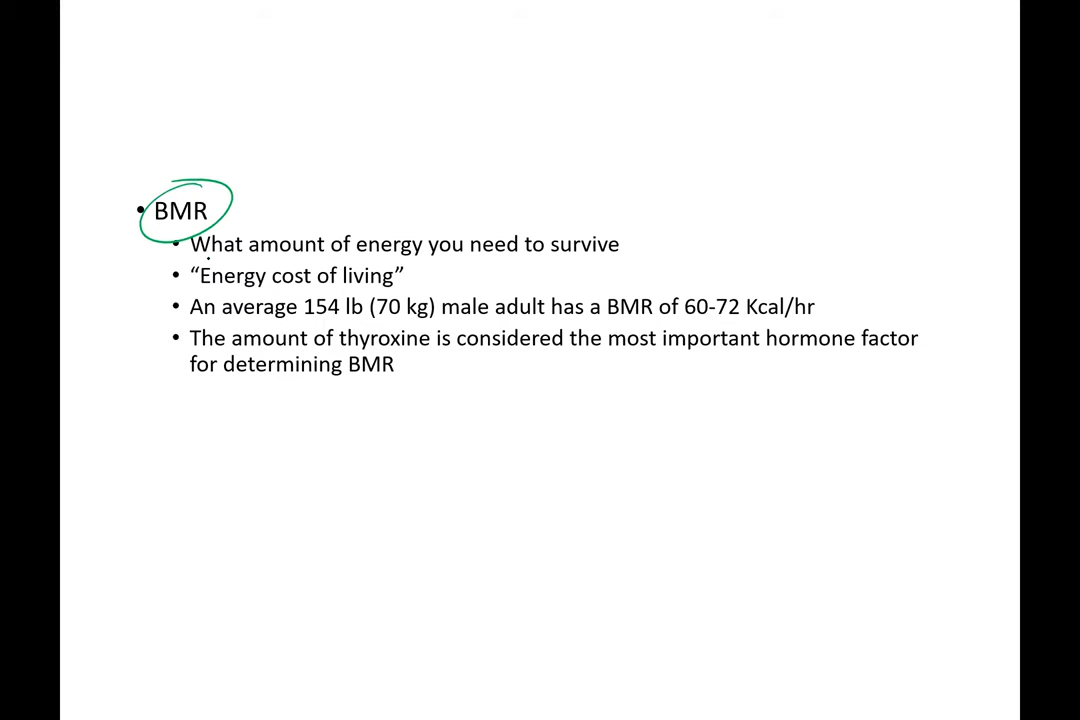 • BMR
• What amount of energy you need to survive
• “Energy cost of living”
• An average 154 lb (70 kg) male adult has a BMR of 60-72 Kcal/hr
• The amount of thyroxine is considered the most important hormone factor
for determining BMR